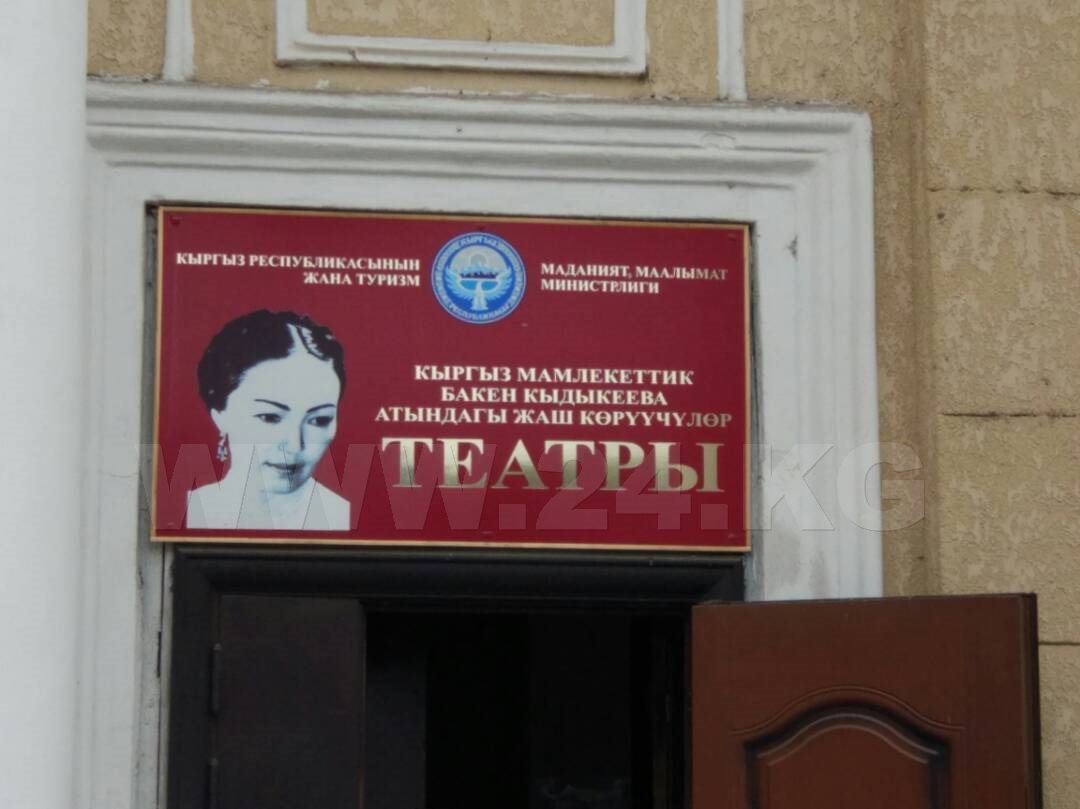 КЫРГЫЗ РЕСПУБЛИКАСЫНЫН
ЖАНА ТУРИЗМ
МАДАНИЯТ, МААЛЫМАТ
МИНИСТРЛИГИ
КЫРГЫЗ МАМЛЕКЕТТИК
БАКЕН КЫДЫКЕЕВА
АТЫНДАГЫ ЖАШ КӨРҮҮЧҮЛӨР
ТЕАТРЫ
WWW.24.KG